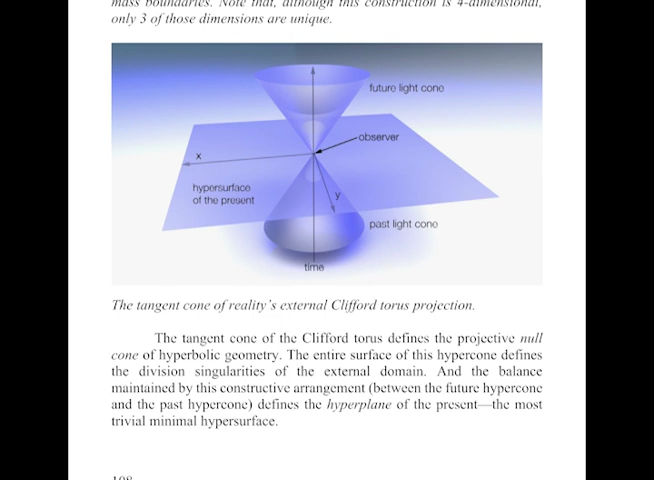 mass boundaries. Note that, although this construction is 4-dimensional,
only 3 of those dimensions are unique.
future light cone
observer
x
hypersurface
of the present
y
past light cone
time
The tangent cone of reality's external Clifford torus projection.
The tangent cone of the Clifford torus defines the projective null
cone of hyperbolic geometry. The entire surface of this hypercone defines
the division singularities of the external domain. And the balance
maintained by this constructive arrangement (between the future hypercone
and the past hypercone) defines the hyperplane of the present—the most
trivial minimal hypersurface.
108